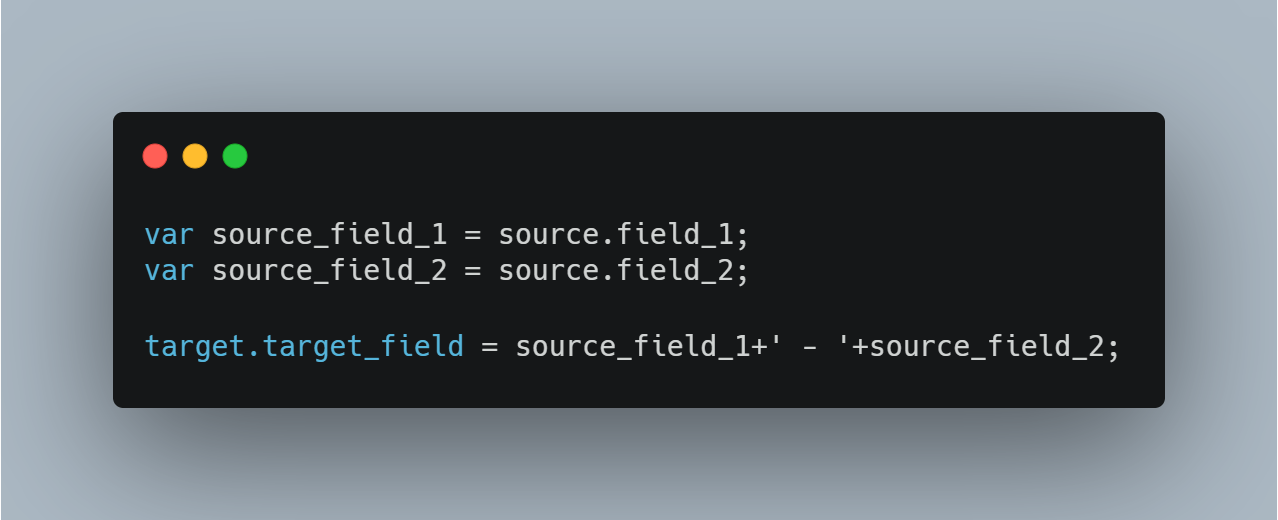 var source_field_1 = source.field_1;
var source_field_2 = source.field_2;
target.target_field = source_field_1+' - '+source_field_2;